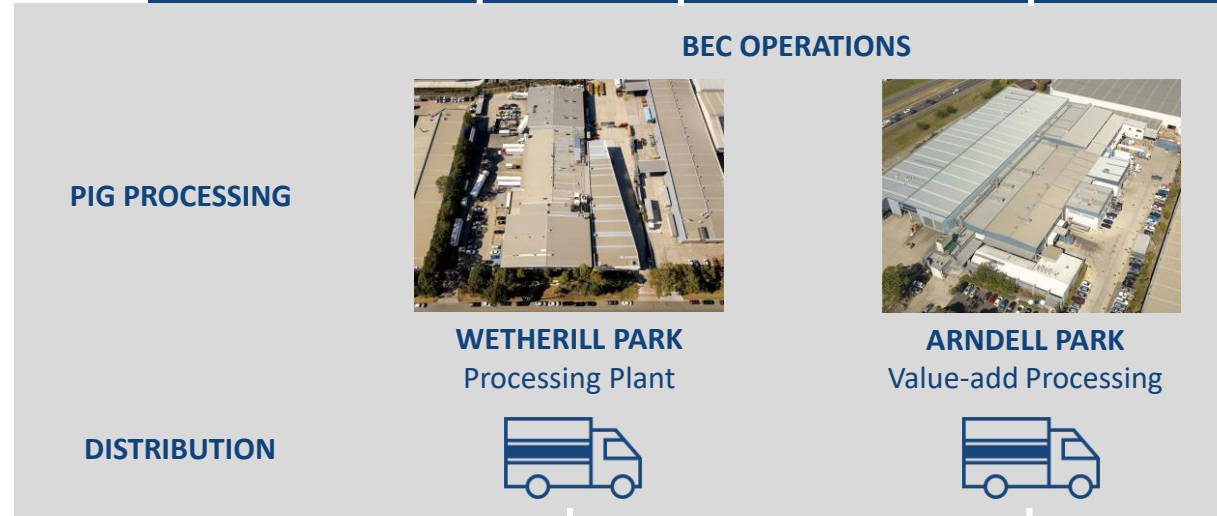 BEC OPERATIONS
PIG PROCESSING
WETHERILL PARK
Processing Plant
ARNDELL PARK
Value-add Processing
DISTRIBUTION